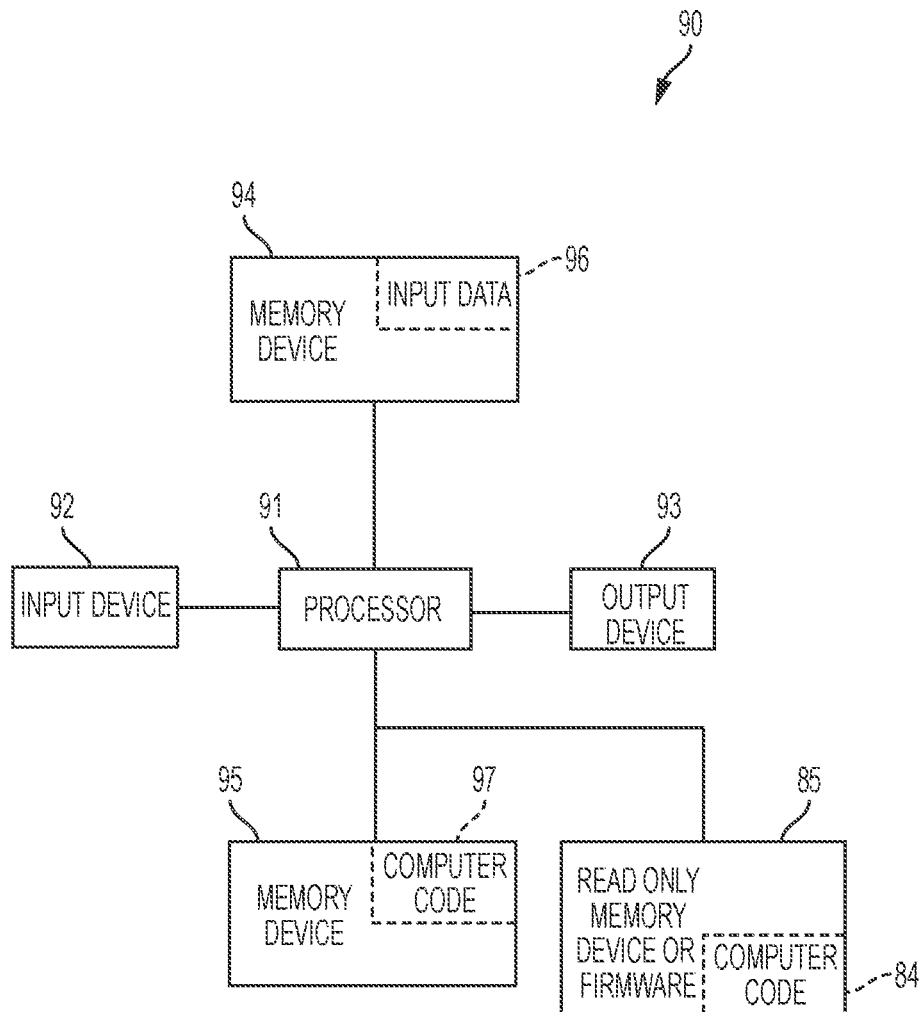 90
94
96
INPUT DATA
MEMORY
DEVICE
92
91
93
INPUT DEVICE
PROCESSOR
OUTPUT
DEVICE
95
97
85
COMPUTER
CODE
MEMORY
DEVICE
READ ONLY
MEMORY
DEVICE OR
FIRMWARE
COMPUTER
CODE
84